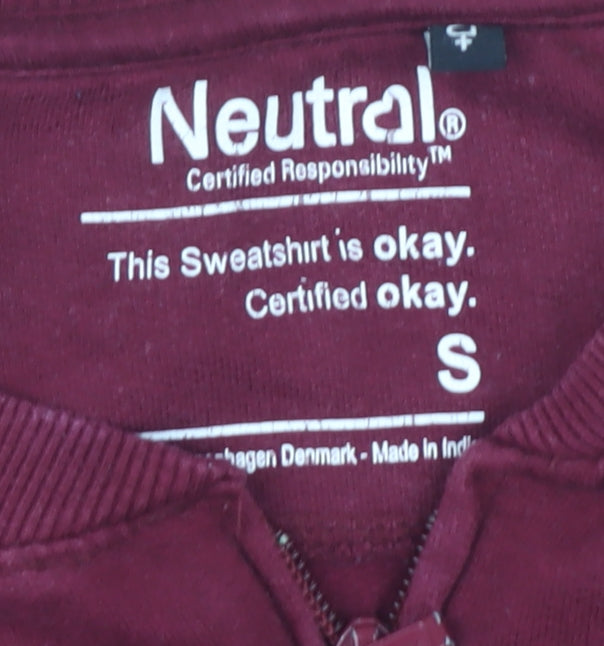 Neutral®
Certified Responsibility™
This Sweatshirt is okay.
Certified okay.
S
Denmark - Made in